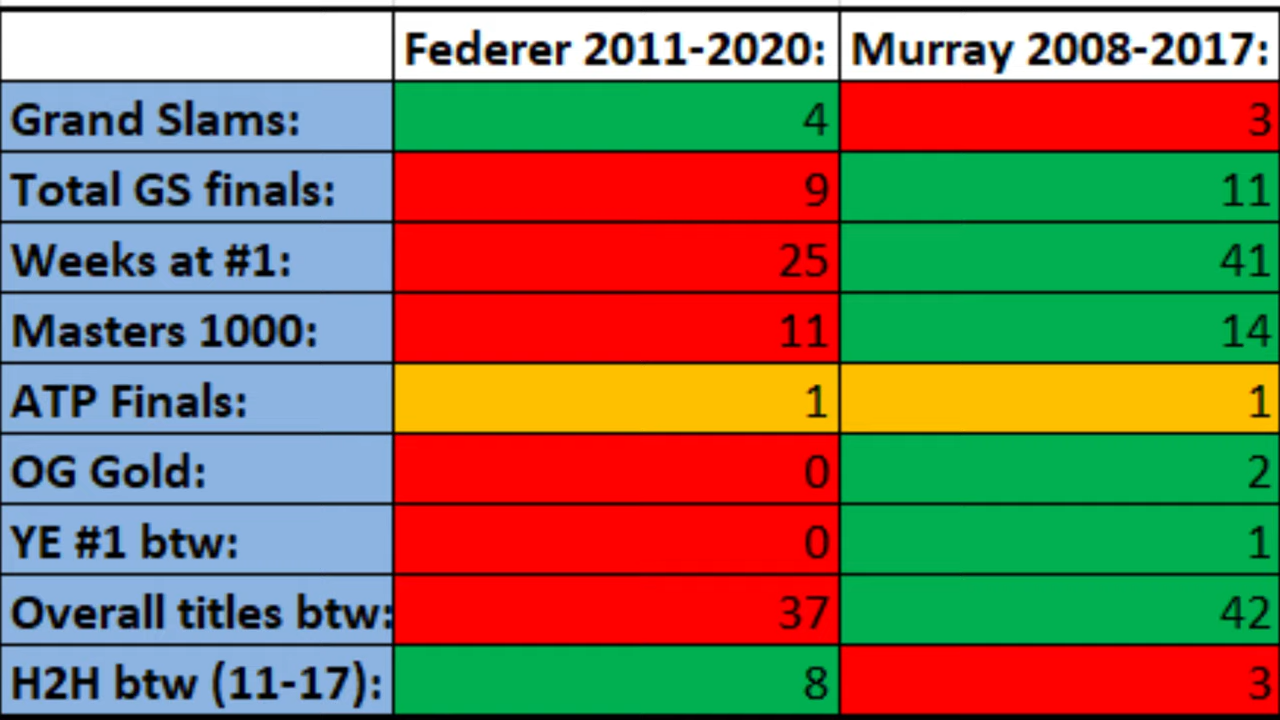 Federer 2011-2020: Murray 2008-2017:
Grand Slams: 4 3
Total GS finals: 9 11
Weeks at #1: 25 41
Masters 1000: 11 14
ATP Finals: 1 1
OG Gold: 0 2
YE #1 btw: 0 1
Overall titles btw: 37 42
H2H btw (11-17): 8 3